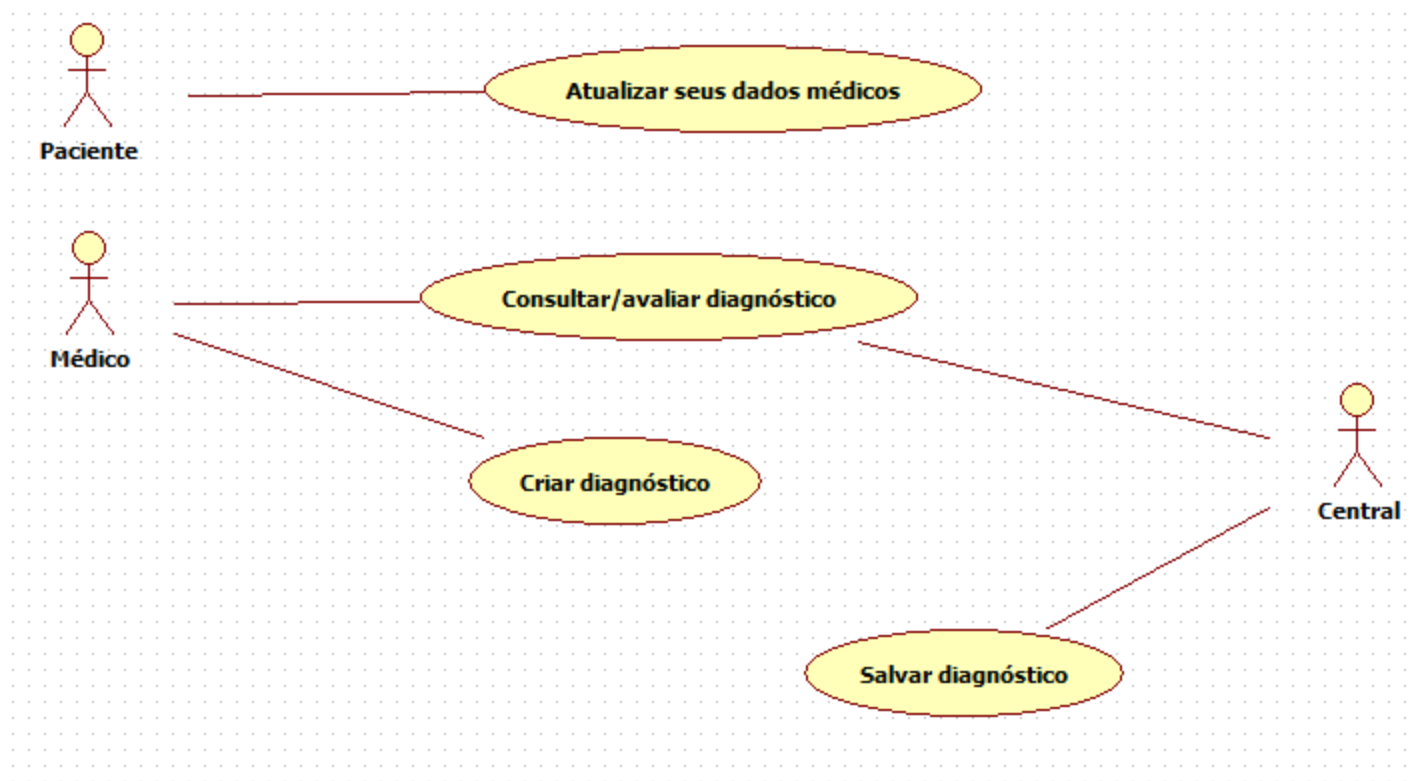 Atualizar seus dados médicos
Paciente
Consultar/avaliar diagnóstico
Médico
Criar diagnóstico
Central
Salvar diagnóstico